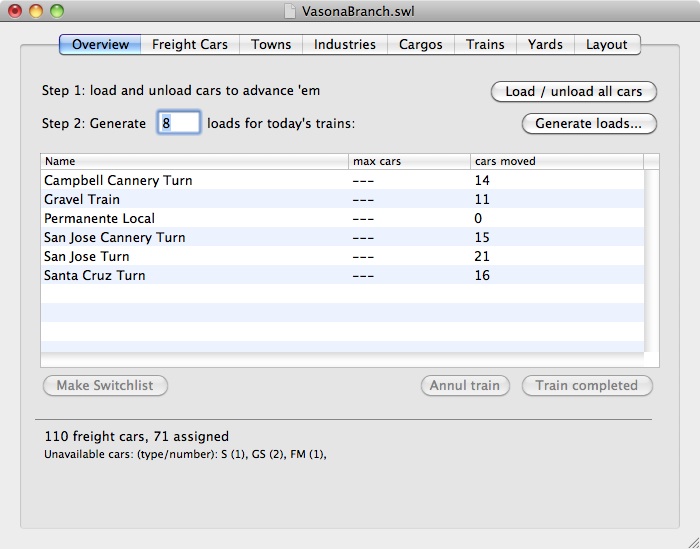 VasonaBranch.swl
Overview Freight Cars Towns Industries Cargos Trains Yards Layout
Step 1: load and unload cars to advance 'em Load / unload all cars
Step 2: Generate 8 loads for today's trains: Generate loads...
Name max cars cars moved
Campbell Cannery Turn --- 14
Gravel Train --- 11
Permanente Local --- 0
San Jose Cannery Turn --- 15
San Jose Turn --- 21
Santa Cruz Turn --- 16
Make Switchlist Annul train Train completed
110 freight cars, 71 assigned
Unavailable cars: (type/number): S (1), GS (2), FM (1),